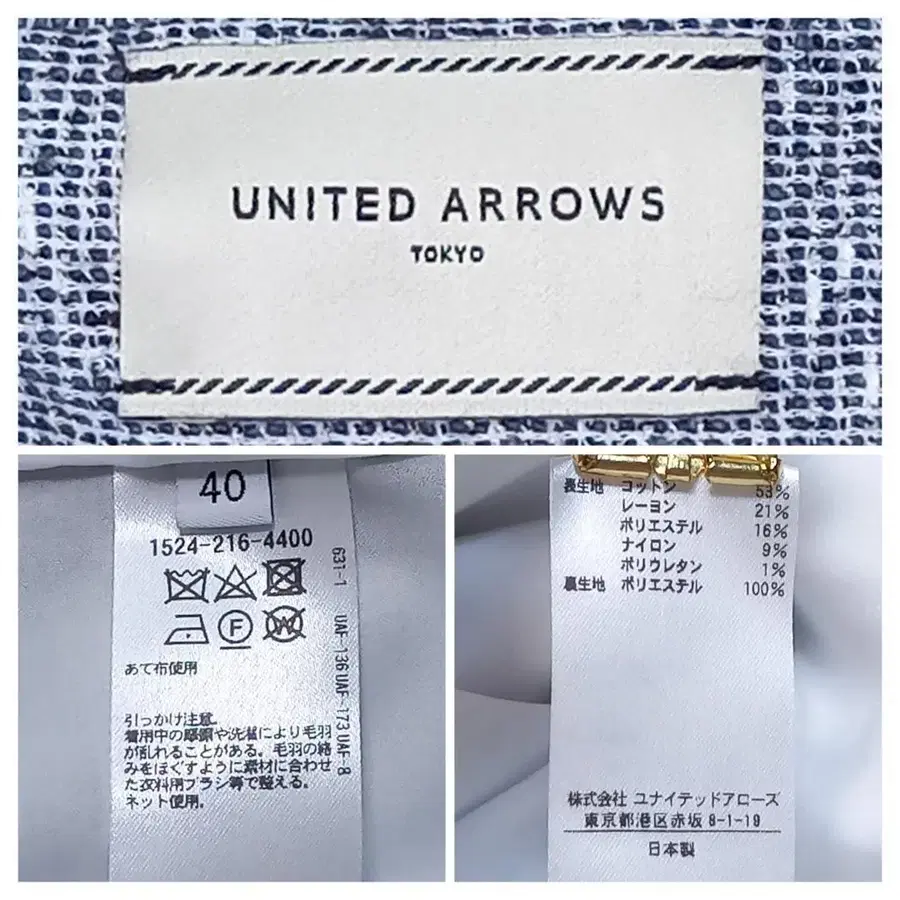 UNITED ARROWS
TOKYO
40
1524-216-4400
F
W
あて布使用
引っかけ注意。
着用中の摩擦や洗濯により毛羽
が乱れることがある。毛羽の絡
みをほぐすように素材に合わせ
た衣料用ブラシ等で整える。
ネット使用。
631-1 UAF-136 UAF-173 UAF-8
表生地 コットン 53%
レーヨン 21%
ポリエステル 16%
ナイロン 9%
ポリウレタン 1%
裏生地 ポリエステル 100%
株式会社 ユナイテッドアローズ
東京都港区赤坂 8-1-19
日本製